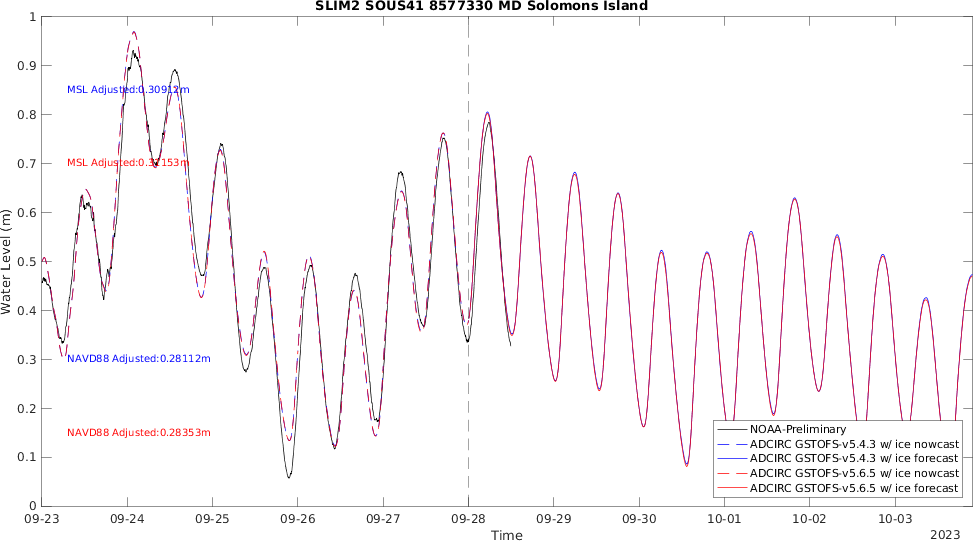 SLIM2 SOUS41 8577330 MD Solomons Island
1
0.9
0.8
0.7
0.6
0.5
0.4
0.3
0.2
0.1
0
Water Level (m)
MSL Adjusted:0.30912m
MSL Adjusted:0.31153m
NAVD88 Adjusted:0.28112m
NAVD88 Adjusted:0.28353m
NOAA-Preliminary
ADCIRC GSTOFS-v5.4.3 w/ ice nowcast
ADCIRC GSTOFS-v5.4.3 w/ ice forecast
ADCIRC GSTOFS-v5.6.5 w/ ice nowcast
ADCIRC GSTOFS-v5.6.5 w/ ice forecast
09-23 09-24 09-25 09-26 09-27 09-28 09-29 09-30 10-01 10-02 10-03
Time
2023